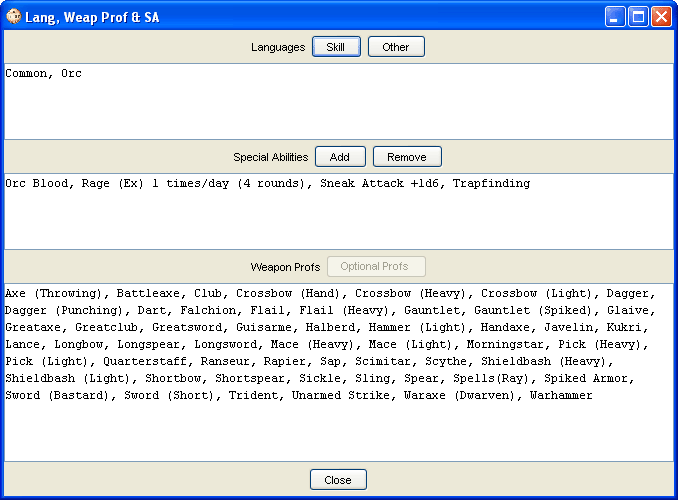 Lang, Weap Prof & SA
Languages Skill Other
Common, Orc
Special Abilities Add Remove
Orc Blood, Rage (Ex) 1 times/day (4 rounds), Sneak Attack +1d6, Trapfinding
Weapon Profs Optional Profs
Axe (Throwing), Battleaxe, Club, Crossbow (Hand), Crossbow (Heavy), Crossbow (Light), Dagger,
Dagger (Punching), Dart, Falchion, Flail, Flail (Heavy), Gauntlet, Gauntlet (Spiked), Glaive,
Greataxe, Greatclub, Greatsword, Guisarme, Halberd, Hammer (Light), Handaxe, Javelin, Kukri,
Lance, Longbow, Longspear, Longsword, Mace (Heavy), Mace (Light), Morningstar, Pick (Heavy),
Pick (Light), Quarterstaff, Ranseur, Rapier, Sap, Scimitar, Scythe, Shieldbash (Heavy),
Shieldbash (Light), Shortbow, Shortspear, Sickle, Sling, Spear, Spells(Ray), Spiked Armor,
Sword (Bastard), Sword (Short), Trident, Unarmed Strike, Waraxe (Dwarven), Warhammer
Close